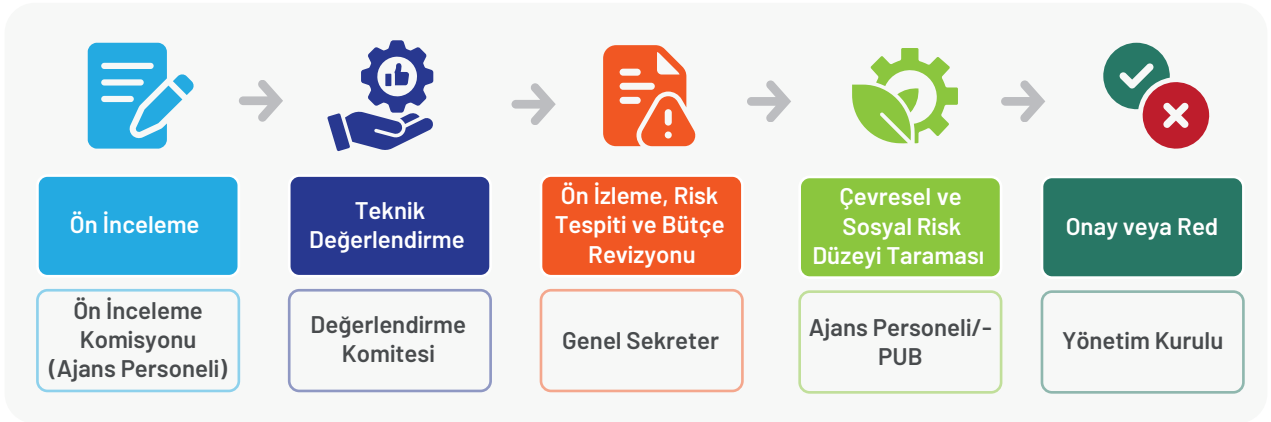 Ön İnceleme
Teknik
Değerlendirme
Ön İzleme, Risk
Tespiti ve Bütçe
Revizyonu
Çevresel ve
Sosyal Risk
Düzeyi Taraması
Onay veya Red
Ön İnceleme
Komisyonu
(Ajans Personeli)
Değerlendirme
Komitesi
Genel Sekreter
Ajans Personeli/-
PUB
Yönetim Kurulu